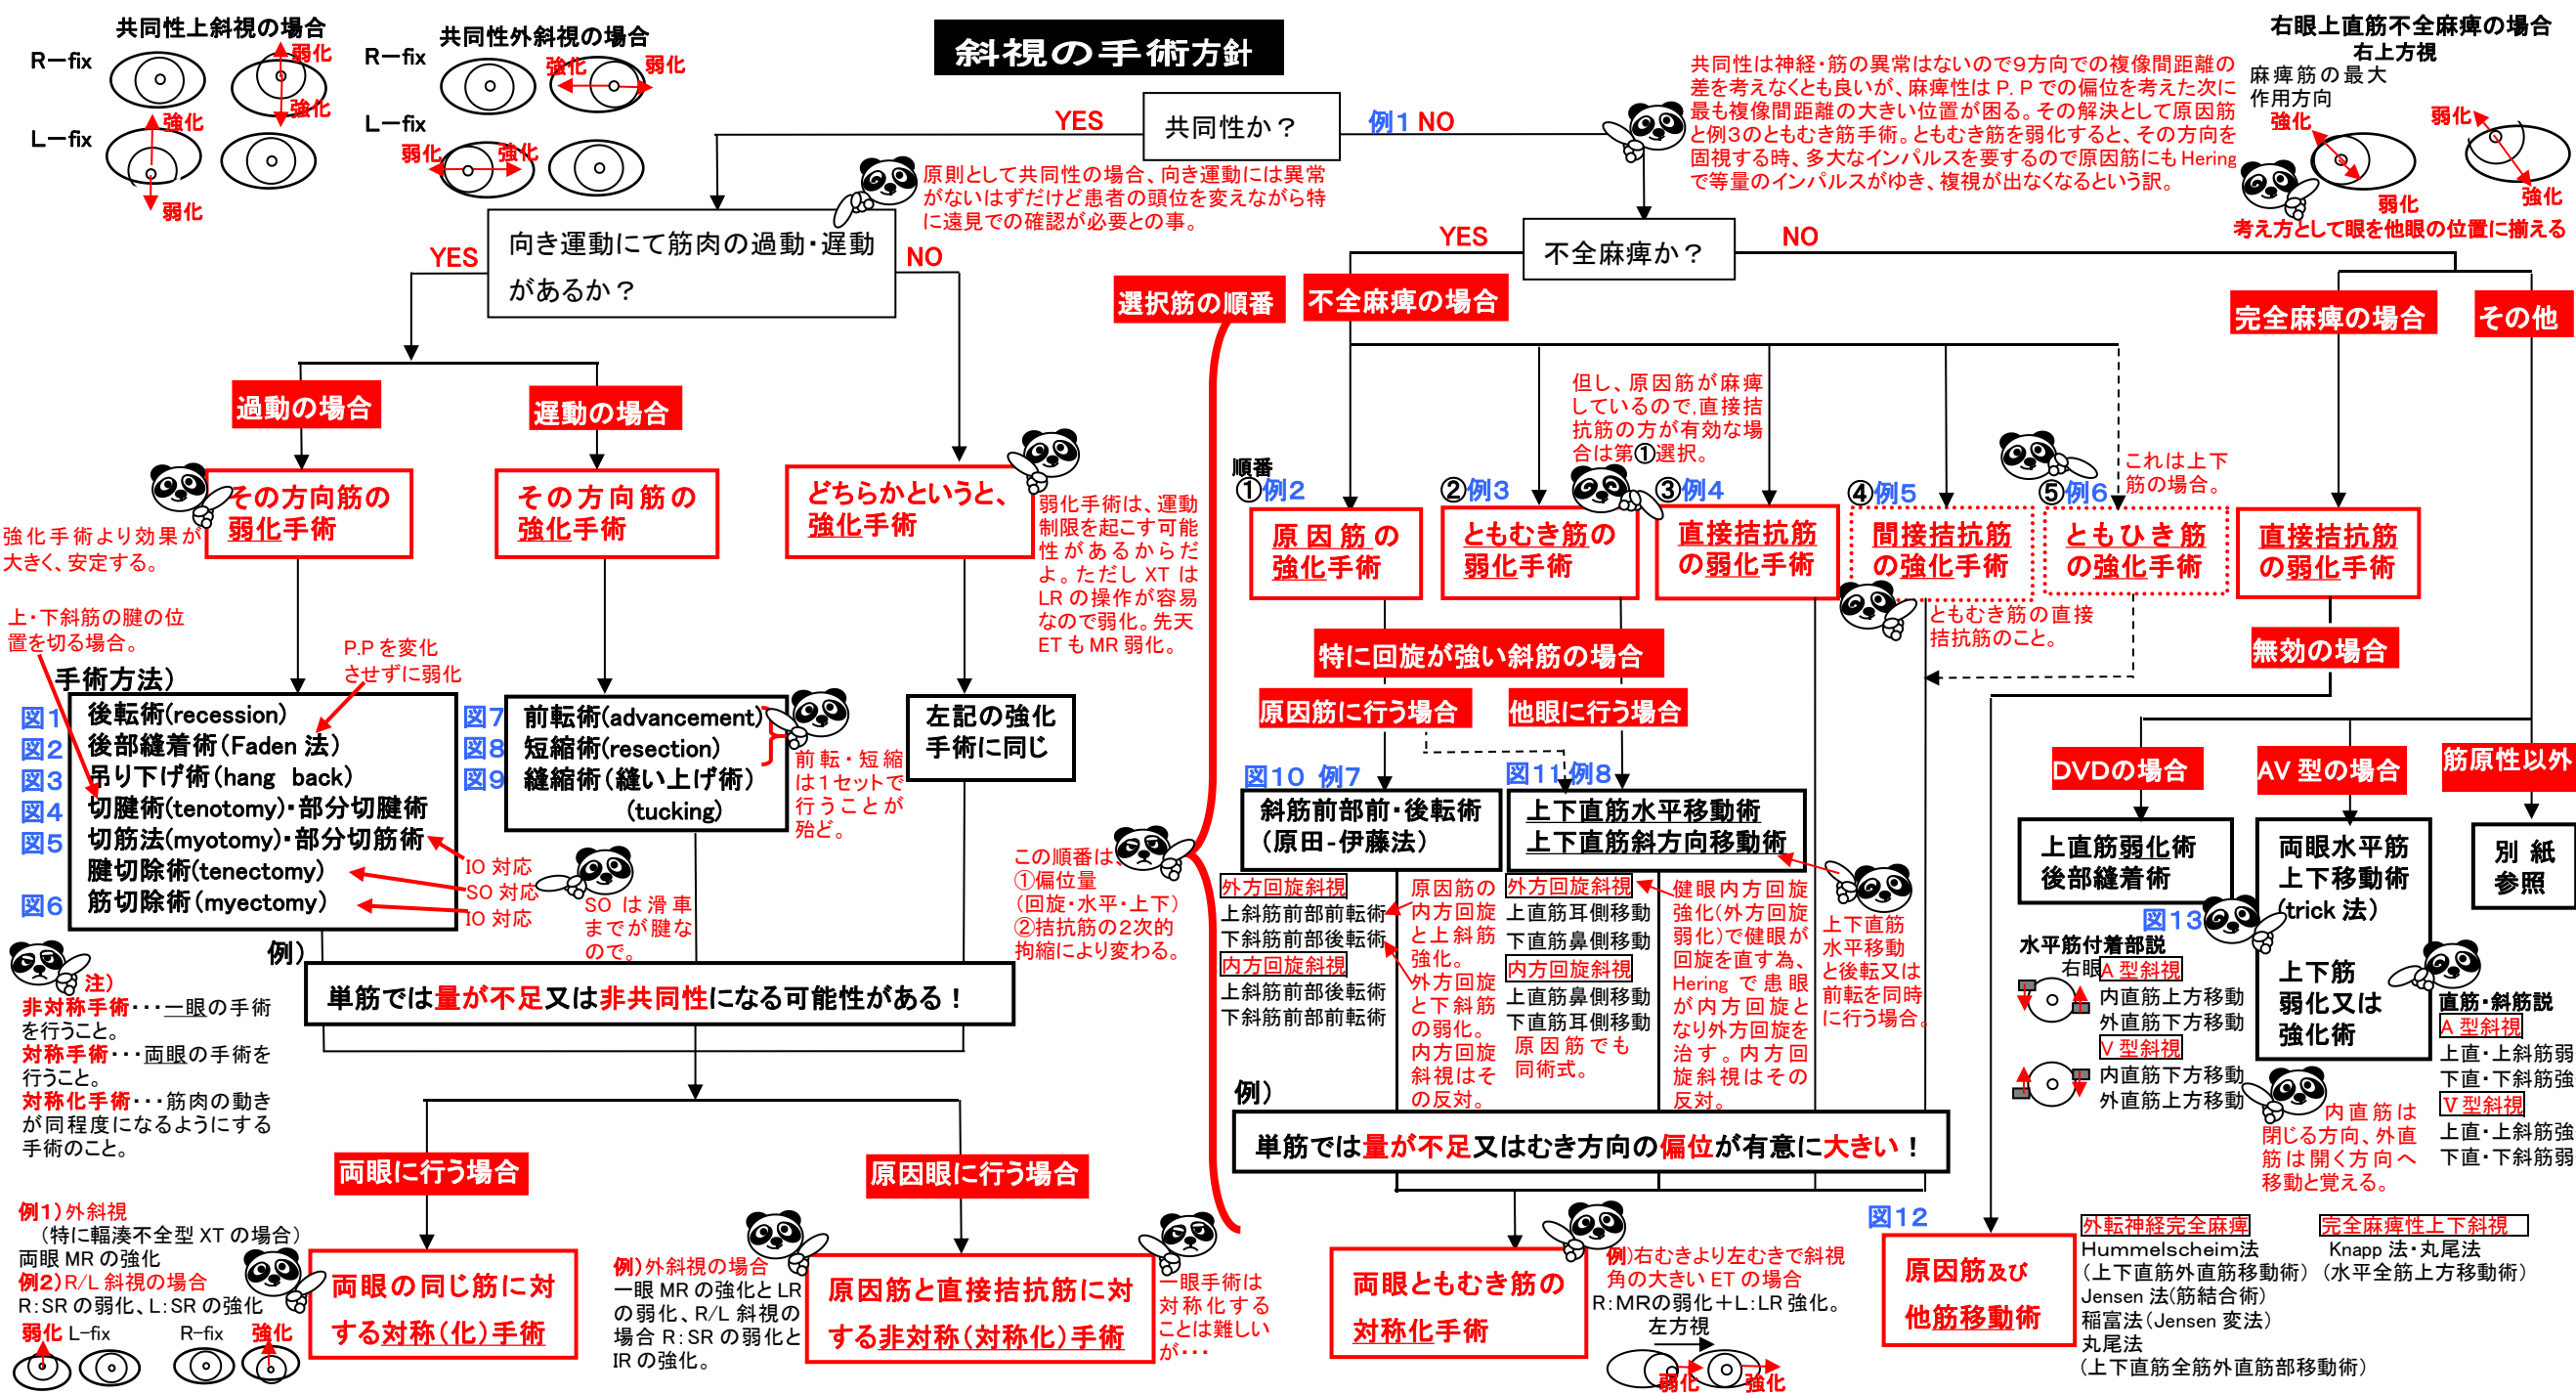 斜視の手術方針
共同性上斜視の場合
R－fix
弱化
強化
L－fix
強化
弱化
共同性外斜視の場合
R－fix
強化
弱化
L－fix
弱化
強化
共同性か？
YES
例1 NO
原則として共同性の場合、向き運動には異常
がないはずだけど患者の頭位を変えながら特
に遠見での確認が必要との事。
共同性は神経・筋の異常はないので9方向での複像間距離の
差を考えなくとも良いが、麻痺性は P. P での偏位を考えた次に
最も複像間距離の大きい位置が困る。その解決として原因筋
と例3のともむき筋手術。ともむき筋を弱化すると、その方向を
固視する時、多大なインパルスを要するので原因筋にも Hering
で等量のインパルスがゆき、複視が出なくなるという訳。
右眼上直筋不全麻痺の場合
右上方視
麻痺筋の最大
作用方向
強化
弱化
弱化
強化
考え方として眼を他眼の位置に揃える
向き運動にて筋肉の過動・遅動
があるか？
YES
NO
不全麻痺か？
YES
NO
選択筋の順番
不全麻痺の場合
完全麻痺の場合
その他
過動の場合
遅動の場合
その方向筋の
弱化手術
強化手術より効果が
大きく、安定する。
その方向筋の
強化手術
どちらかというと、
強化手術
弱化手術は、運動
制限を起こす可能
性があるからだ
よ。ただし XT は
LR の操作が容易
なので弱化。先天
ET も MR 弱化。
但し、原因筋が麻痺
しているので,直接拮
抗筋の方が有効な場
合は第①選択。
これは上下
筋の場合。
順番
①例2
②例3
③例4
④例5
⑤例6
原因筋の
強化手術
ともむき筋の
弱化手術
直接拮抗筋
の弱化手術
間接拮抗筋
の強化手術
ともひき筋
の強化手術
直接拮抗筋
の弱化手術
ともむき筋の直接
拮抗筋のこと。
無効の場合
上・下斜筋の腱の位
置を切る場合。
P.P を変化
させずに弱化
手術方法）
図1 後転術(recession)
図2 後部縫着術(Faden 法)
図3 吊り下げ術(hang back)
図4 切腱術(tenotomy)・部分切腱術
図5 切筋法(myotomy)・部分切筋術
腱切除術(tenectomy)
図6 筋切除術(myectomy)
IO 対応
SO 対応
IO 対応
図7 前転術(advancement)
図8 短縮術(resection)
図9 縫縮術(縫い上げ術)
(tucking)
前転・短縮
は1セットで
行うことが
殆ど。
左記の強化
手術に同じ
SO は滑車
までが腱な
ので。
この順番は、
①偏位量
（回旋・水平・上下）
②拮抗筋の2次的
拘縮により変わる。
特に回旋が強い斜筋の場合
原因筋に行う場合
他眼に行う場合
図10 例7
斜筋前部前・後転術
(原田-伊藤法)
図11 例8
上下直筋水平移動術
上下直筋斜方向移動術
外方回旋斜視
上斜筋前部前転術
下斜筋前部後転術
内方回旋斜視
上斜筋前部後転術
下斜筋前部前転術
原因筋の
内方回旋
と上斜筋
強化。
外方回旋
と下斜筋
の弱化。
内方回旋
斜視はそ
の反対。
外方回旋斜視
上直筋耳側移動
下直筋鼻側移動
内方回旋斜視
上直筋鼻側移動
下直筋耳側移動
原因筋でも
同術式。
健眼内方回旋
強化(外方回旋
弱化)で健眼が
回旋を直す為、
Hering で患眼
が内方回旋と
なり外方回旋を
治す。内方回
旋斜視はその
反対。
上下直筋
水平移動
と後転又は
前転を同時
に行う場合。
DVDの場合
AV 型の場合
筋原性以外
上直筋弱化術
後部縫着術
両眼水平筋
上下移動術
(trick 法)
上下筋
弱化又は
強化術
別紙
参照
図13
水平筋付着部説
右眼
A 型斜視
内直筋上方移動
外直筋下方移動
V 型斜視
内直筋下方移動
外直筋上方移動
直筋・斜筋説
A 型斜視
上直・上斜筋弱
下直・下斜筋強
V 型斜視
上直・上斜筋強
下直・下斜筋弱
内直筋は
閉じる方向、外直
筋は開く方向へ
移動と覚える。
注）
非対称手術・・・一眼の手術
を行うこと。
対称手術・・・両眼の手術を
行うこと。
対称化手術・・・筋肉の動き
が同程度になるようにする
手術のこと。
例）
単筋では量が不足又は非共同性になる可能性がある！
例）
単筋では量が不足又はむき方向の偏位が有意に大きい！
両眼に行う場合
原因眼に行う場合
例1）外斜視
（特に輻湊不全型 XT の場合）
両眼 MR の強化
例2）R/L 斜視の場合
R：SR の弱化、L：SR の強化
弱化 L-fix
R-fix 強化
両眼の同じ筋に対
する対称(化)手術
例）外斜視の場合
一眼 MR の強化と LR
の弱化、R/L 斜視の
場合 R：SR の弱化と
IR の強化。
原因筋と直接拮抗筋に対
する非対称(対称化)手術
一眼手術は
対称化する
ことは難しい
が・・・
両眼ともむき筋の
対称化手術
例）右むきより左むきで斜視
角の大きい ET の場合
R：MRの弱化＋L：LR 強化。
左方視
弱化
強化
図12
原因筋及び
他筋移動術
外転神経完全麻痺
Hummelscheim法
（上下直筋外直筋移動術）
Jensen 法(筋結合術)
稲富法(Jensen 変法)
丸尾法
(上下直筋全筋外直筋部移動術)
完全麻痺性上下斜視
Knapp 法・丸尾法
（水平全筋上方移動術）